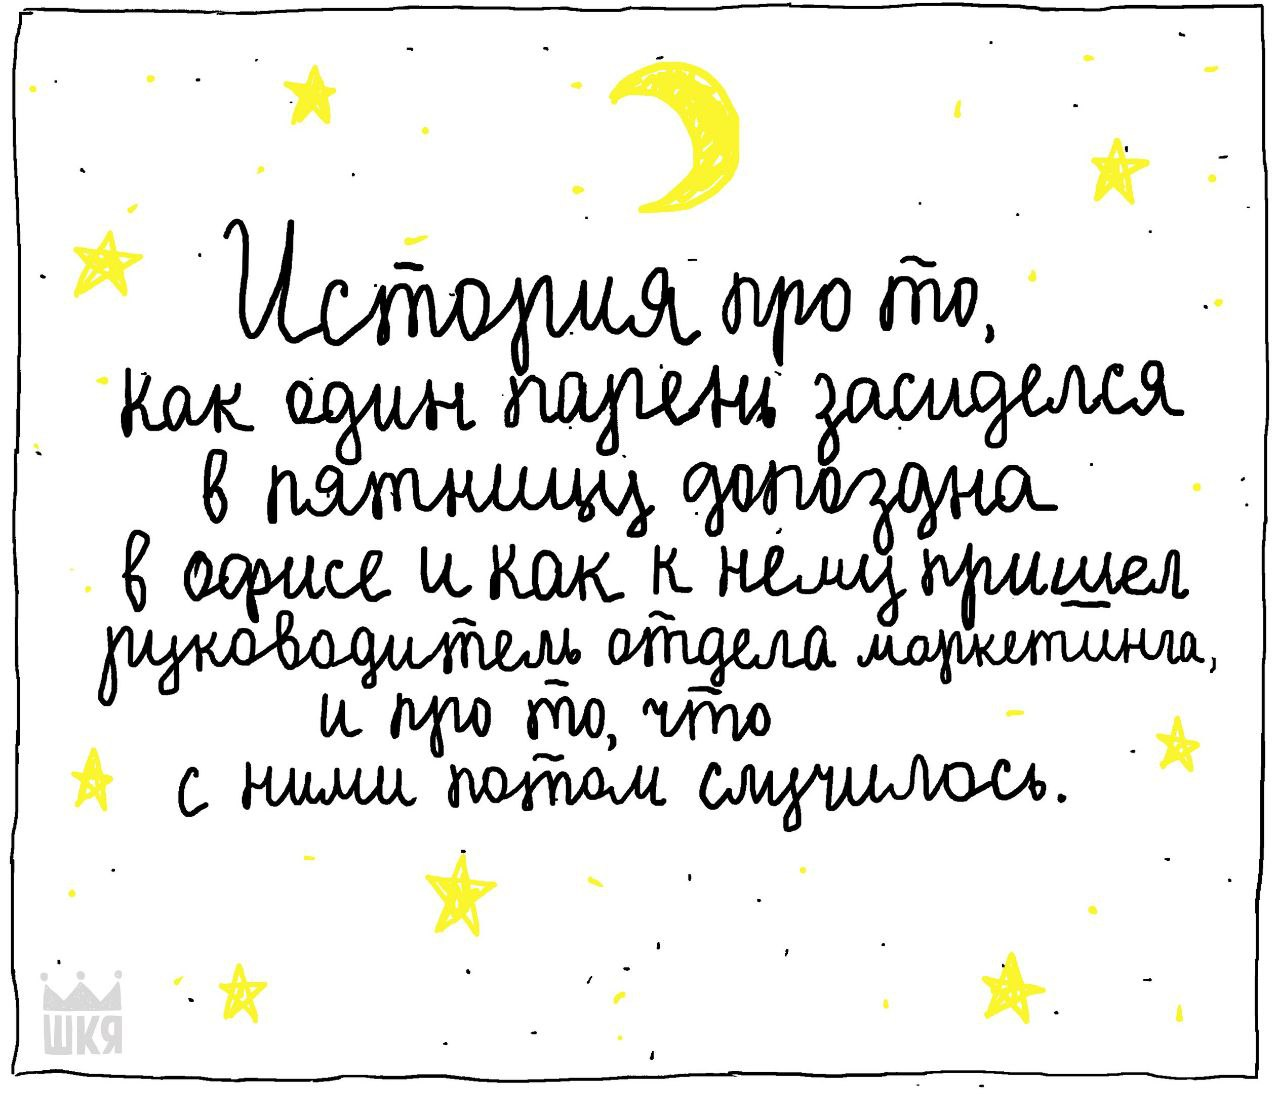 История про то,
как один парень засиделся
в пятницу допоздна
в офисе и как к нему пришел
руководитель отдела маркетинга,
и про то, что
с ними потом случилось.
ШКЯ